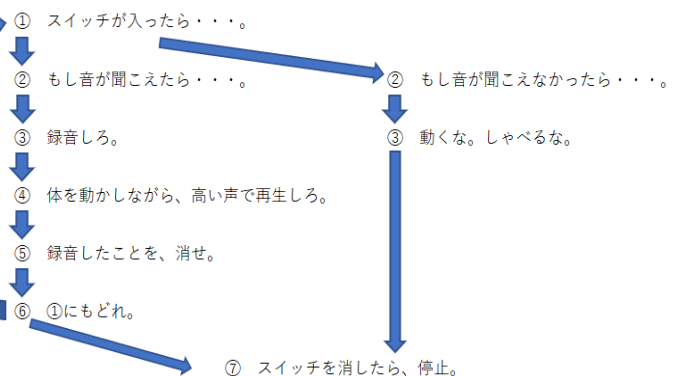 ① スイッチが入ったら・・・。
② もし音が聞こえたら・・・。
② もし音が聞こえなかったら・・・。
③ 録音しろ。
③ 動くな。しゃべるな。
④ 体を動かしながら、高い声で再生しろ。
⑤ 録音したことを、消せ。
⑥ ①にもどれ。
⑦ スイッチを消したら、停止。